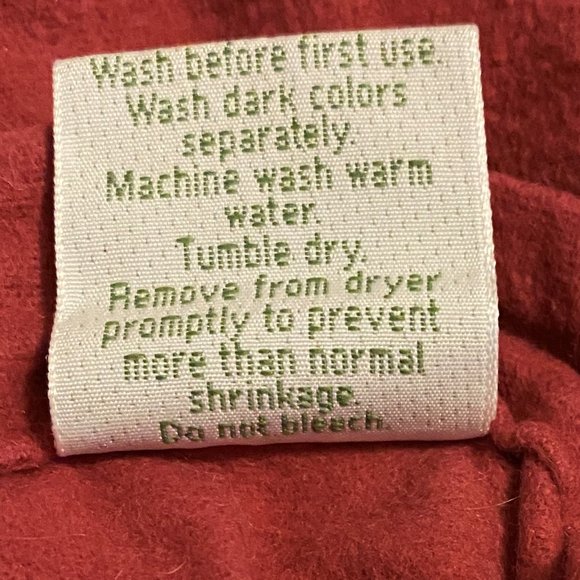 Wash before first use.
Wash dark colors
separately.
Machine wash warm
water.
Tumble dry.
Remove from dryer
promptly to prevent
more than normal
shrinkage.
Do not bleach.